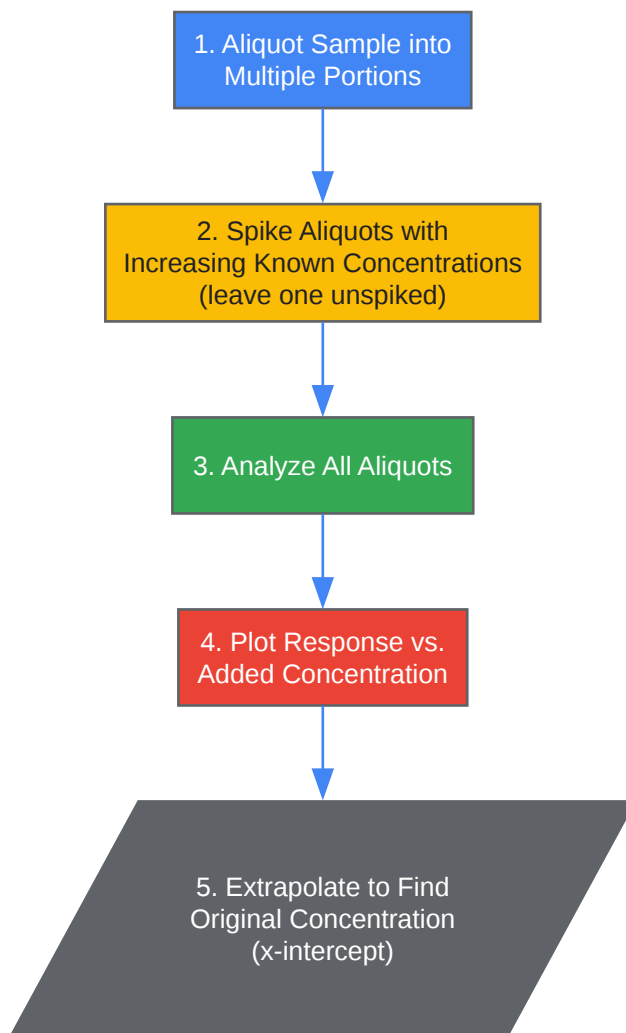 1. Aliquot Sample into
Multiple Portions
2. Spike Aliquots with
Increasing Known Concentrations
(leave one unspiked)
3. Analyze All Aliquots
4. Plot Response vs.
Added Concentration
5. Extrapolate to Find
Original Concentration
(x-intercept)